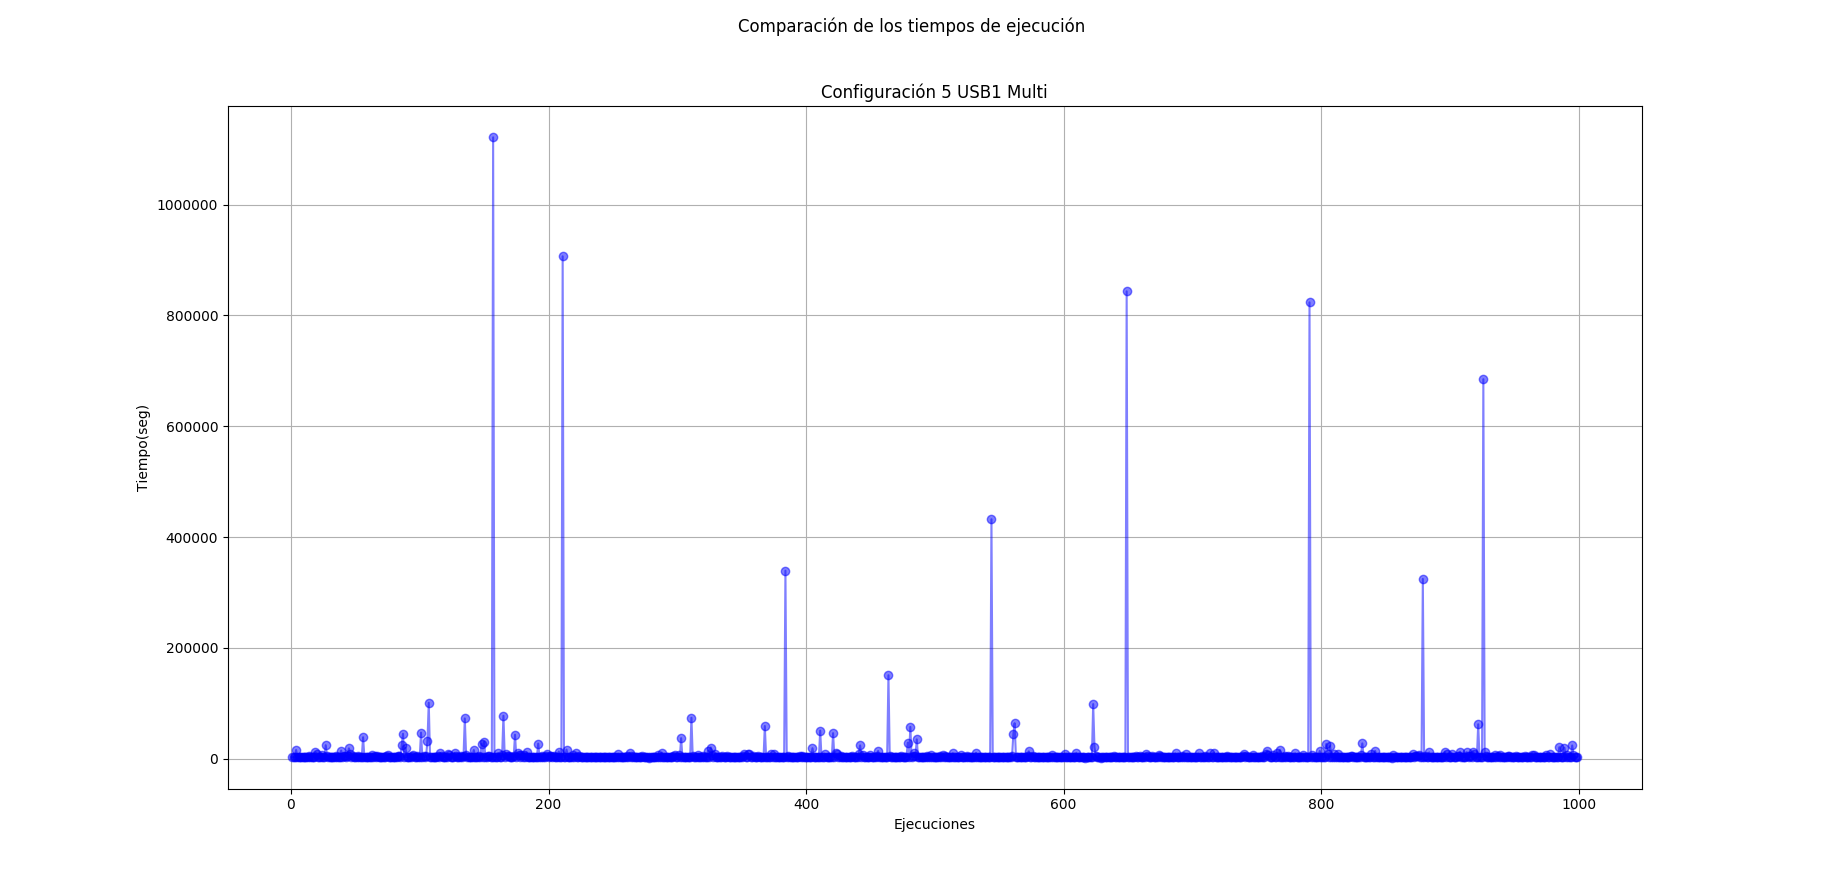 Comparación de los tiempos de ejecución
Configuración 5 USB1 Multi
1000000
800000
600000
400000
200000
0
Tiempo(seg)
0 200 400 600 800 1000
Ejecuciones